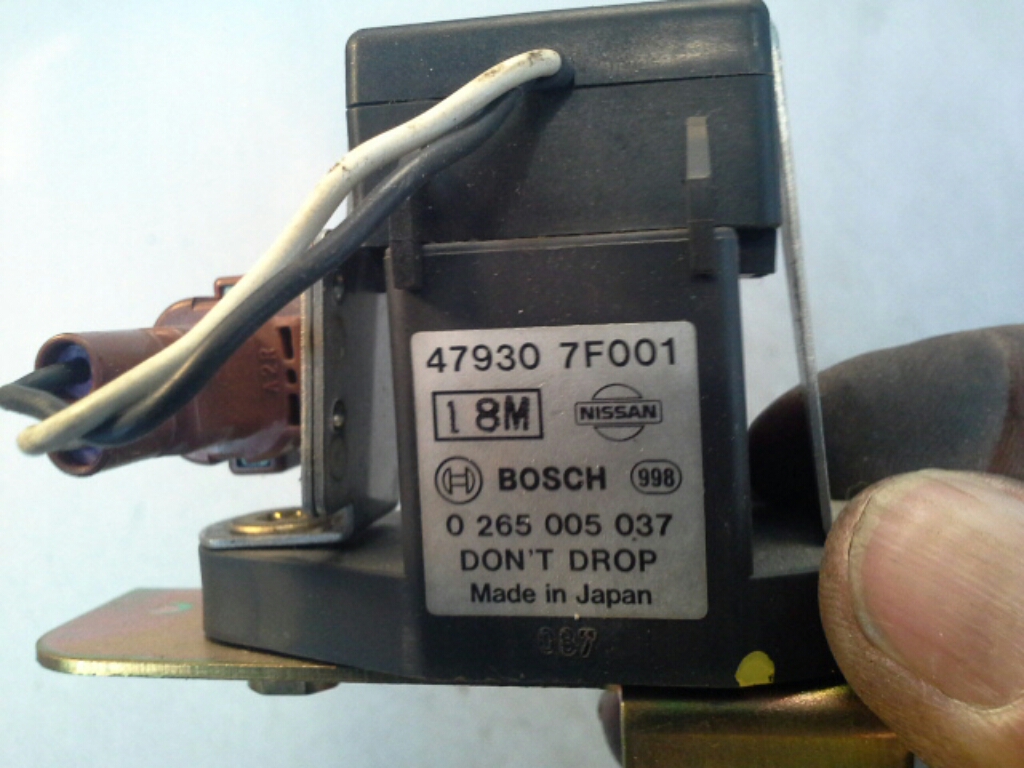 47930 7F001
18M NISSAN
BOSCH 998
0 265 005 037
DON'T DROP
Made in Japan